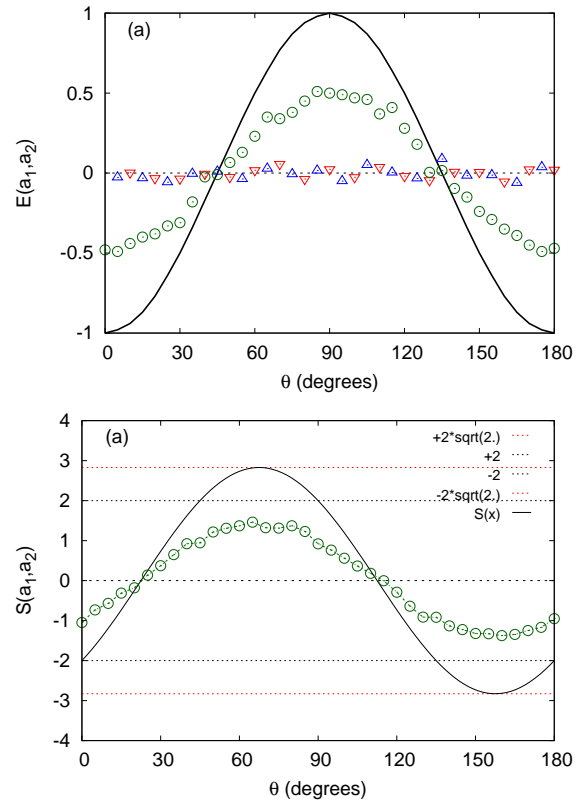 (a)
1
0.5
0
-0.5
-1
E(a1,a2)
0 30 60 90 120 150 180
θ (degrees)
(a)
+2*sqrt(2.)
+2
-2
-2*sqrt(2.)
S(x)
4
3
2
1
0
-1
-2
-3
-4
S(a1,a2)
0 30 60 90 120 150 180
θ (degrees)